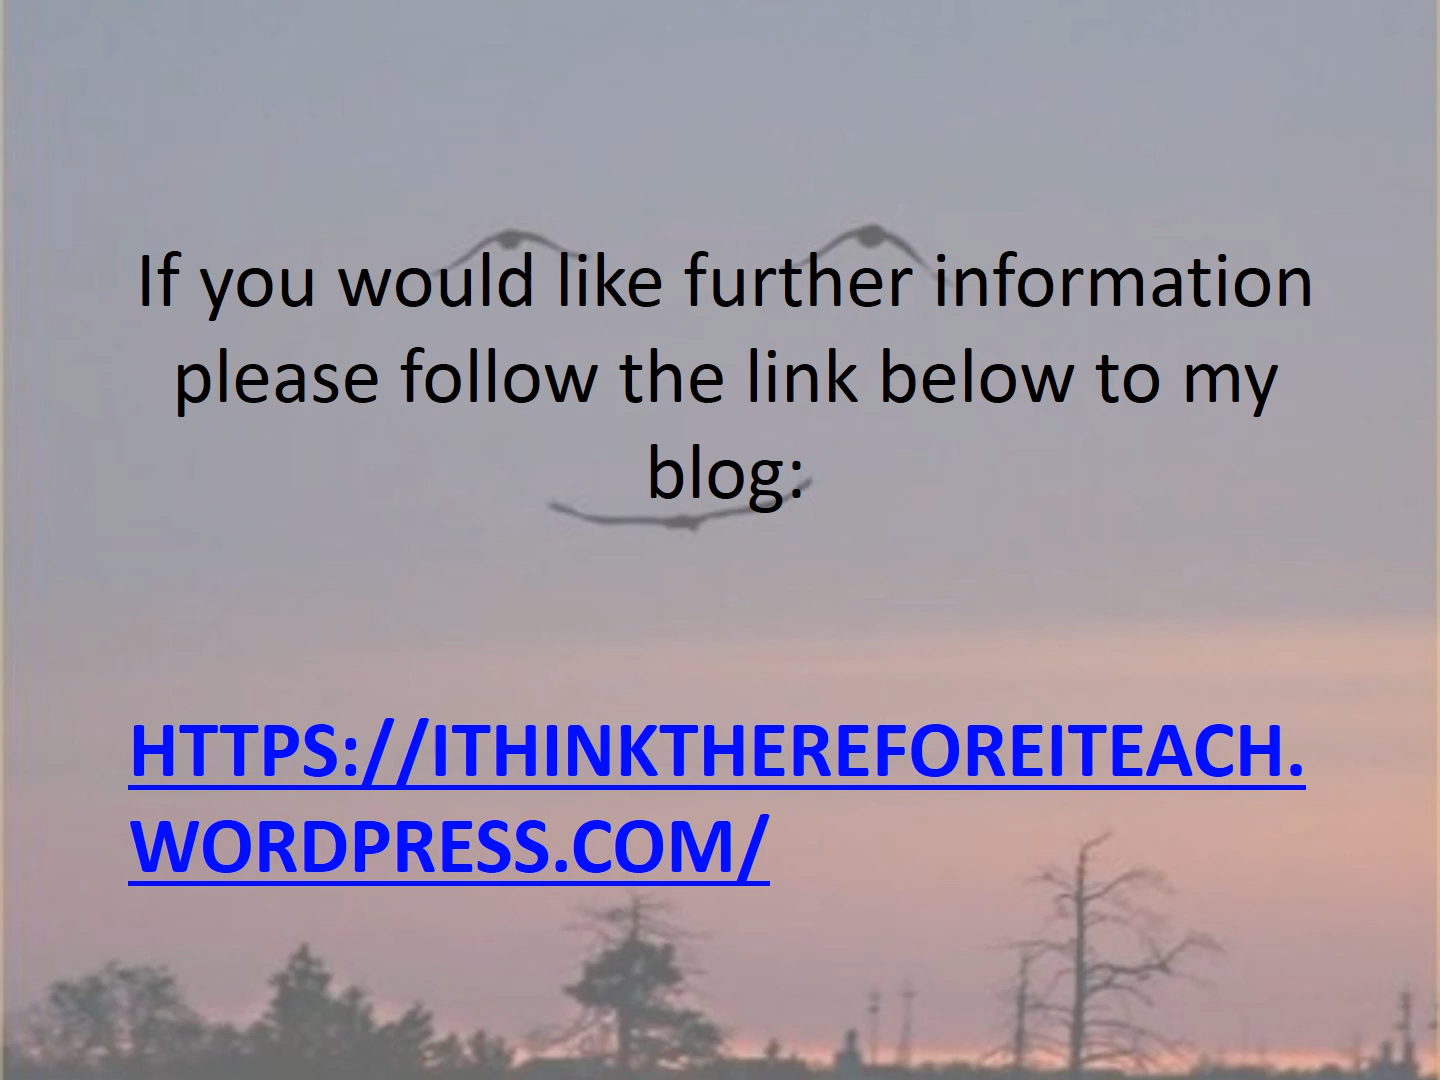 If you would like further information
please follow the link below to my
blog:
HTTPS://ITHINKTHEREFOREITEACH.
WORDPRESS.COM/